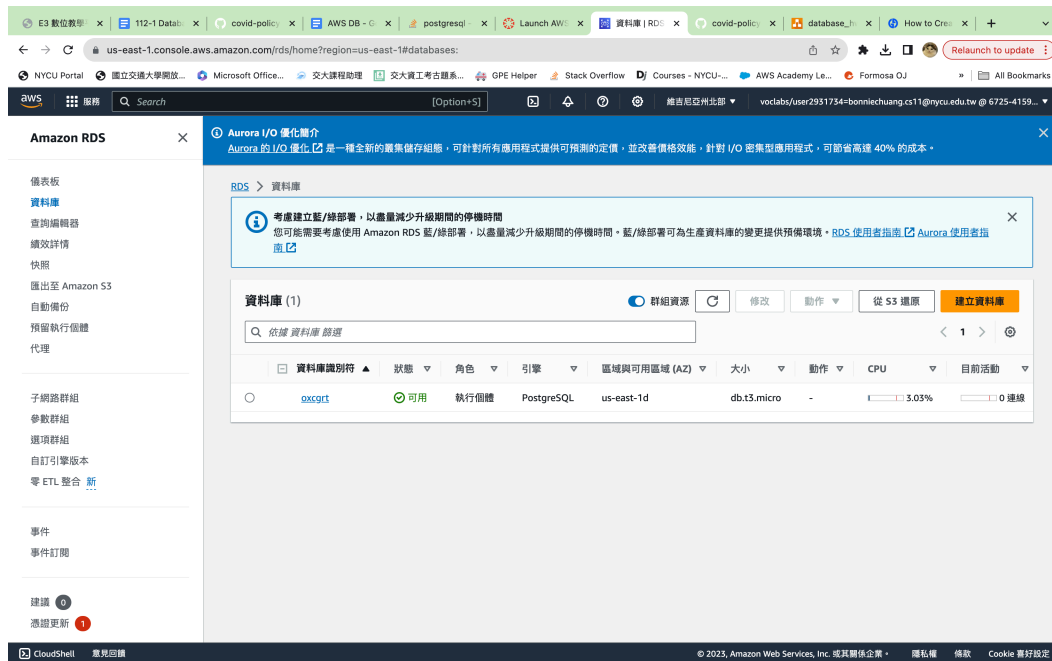 E3 數位教學
112-1 Datab
covid-policy
AWS DB - G
postgresql -
Launch AWS
資料庫 | RDS
covid-policy
database_h
How to Crea
us-east-1.console.aws.amazon.com/rds/home?region=us-east-1#databases:
Relaunch to update
NYCU Portal
國立交通大學開放...
Microsoft Office...
交大課程助理
交大資工考古題系...
GPE Helper
Stack Overflow
Courses - NYCU-...
AWS Academy Le...
Formosa OJ
»
All Bookmarks
aws
服務
Search
[Option+S]
維吉尼亞州北部 ▼
voclabs/user2931734=bonniechuang.cs11@nycu.edu.tw @ 6725-4159... ▼
Amazon RDS
儀表板
資料庫
查詢編輯器
績效詳情
快照
匯出至 Amazon S3
自動備份
預留執行個體
代理
子網路群組
參數群組
選項群組
自訂引擎版本
零 ETL 整合 新
事件
事件訂閱
建議 0
憑證更新 1
Aurora I/O 優化簡介
Aurora 的 I/O 優化 是一種全新的叢集儲存組態，可針對所有應用程式提供可預測的定價，並改善價格效能，針對 I/O 密集型應用程式，可節省高達 40% 的成本。
RDS > 資料庫
考慮建立藍/綠部署，以盡量減少升級期間的停機時間
您可能需要考慮使用 Amazon RDS 藍/綠部署，以盡量減少升級期間的停機時間。藍/綠部署可為生產資料庫的變更提供預備環境。RDS 使用者指南 Aurora 使用者指
南
資料庫 (1)
群組資源
修改
動作 ▼
從 S3 還原
建立資料庫
依據 資料庫 篩選
< 1 >
資料庫識別符 ▲
狀態
角色
引擎
區域與可用區域 (AZ)
大小
動作
CPU
目前活動
oxcgrt
可用
執行個體
PostgreSQL
us-east-1d
db.t3.micro
-
3.03%
0 連線
CloudShell
意見回饋
© 2023, Amazon Web Services, Inc. 或其關係企業。
隱私權
條款
Cookie 喜好設定